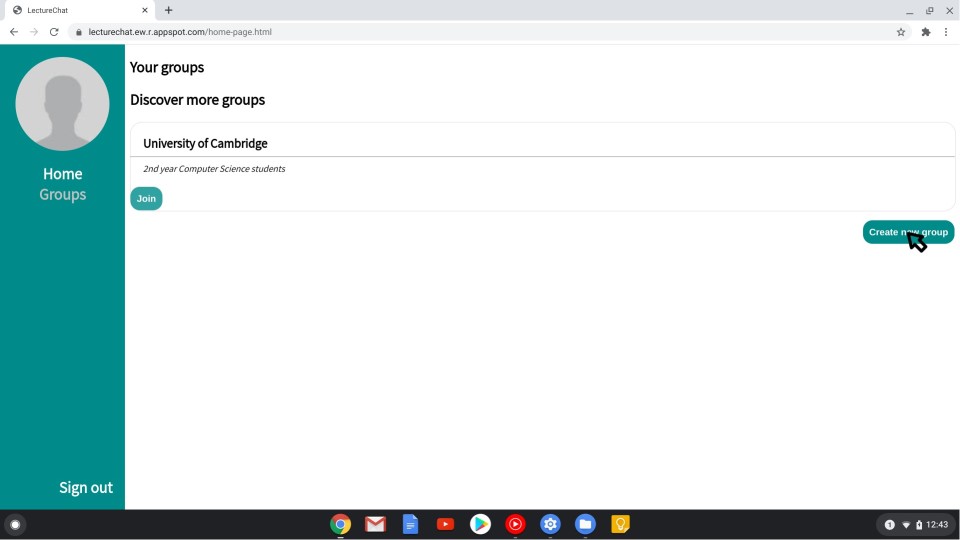 LectureChat
lecturechat.ew.r.appspot.com/home-page.html
Your groups
Discover more groups
University of Cambridge
2nd year Computer Science students
Join
Create new group
Home
Groups
Sign out
1
12:43